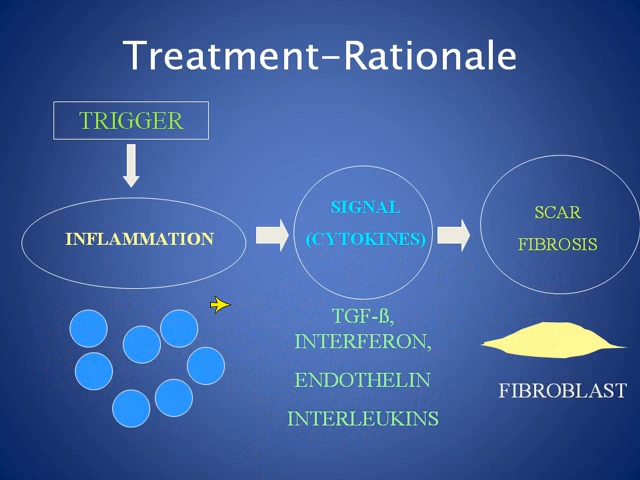 Treatment-Rationale
TRIGGER
INFLAMMATION
SIGNAL
(CYTOKINES)
SCAR
FIBROSIS
TGF-ß,
INTERFERON,
ENDOTHELIN
INTERLEUKINS
FIBROBLAST